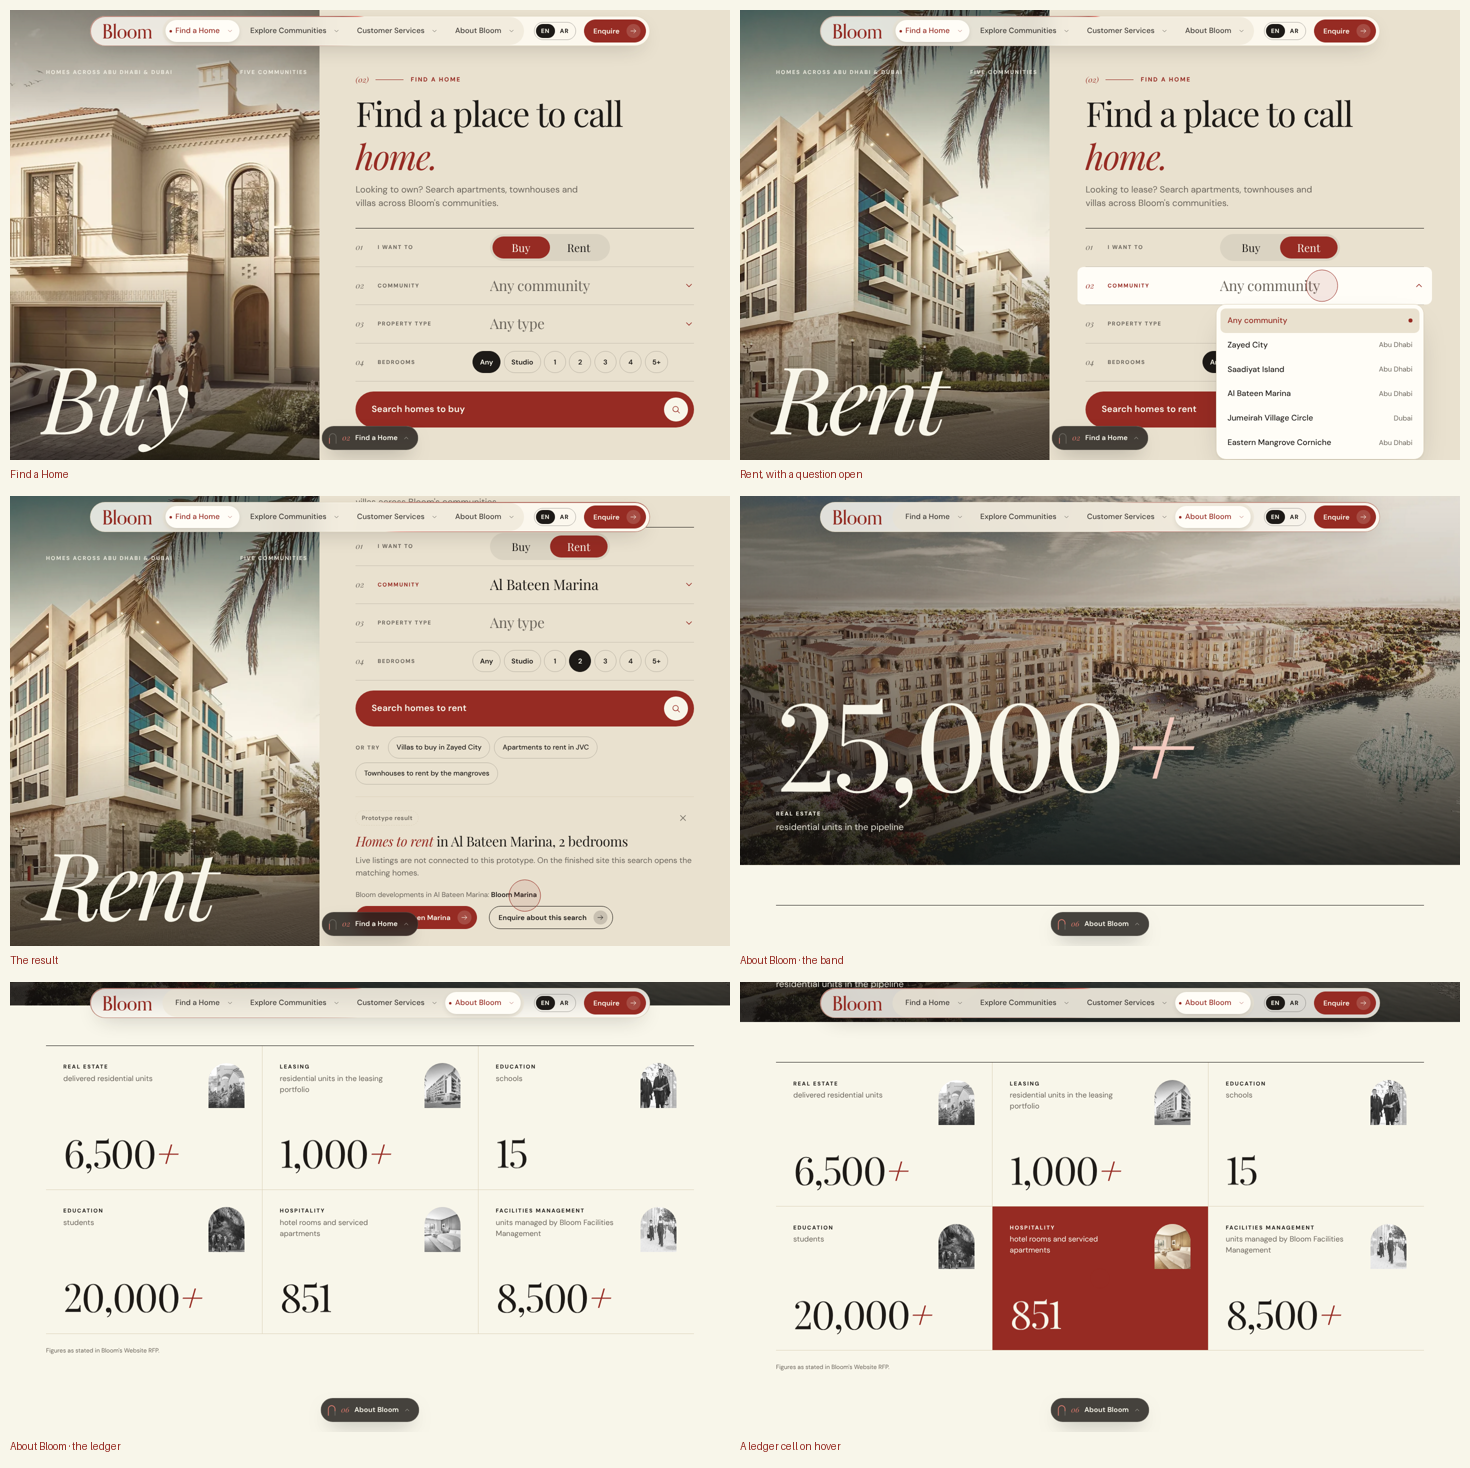 Bloom
Find a Home
Explore Communities
Customer Services
About Bloom
EN AR
Enquire
HOMES ACROSS ABU DHABI & DUBAI
FIVE COMMUNITIES
(02) FIND A HOME
Find a place to call
home.
Looking to own? Search apartments, townhouses and
villas across Bloom's communities.
01 I WANT TO Buy Rent
02 COMMUNITY Any community
03 PROPERTY TYPE Any type
04 BEDROOMS Any Studio 1 2 3 4 5+
Search homes to buy
Buy
02 Find a Home
Find a Home
Bloom
Find a Home
Explore Communities
Customer Services
About Bloom
EN AR
Enquire
HOMES ACROSS ABU DHABI & DUBAI
FIVE COMMUNITIES
(02) FIND A HOME
Find a place to call
home.
Looking to lease? Search apartments, townhouses and
villas across Bloom's communities.
01 I WANT TO Buy Rent
02 COMMUNITY Any community
03 PROPERTY TYPE
04 BEDROOMS
Any community
Zayed City Abu Dhabi
Saadiyat Island Abu Dhabi
Al Bateen Marina Abu Dhabi
Jumeirah Village Circle Dubai
Eastern Mangrove Corniche Abu Dhabi
Search homes to rent
Rent
02 Find a Home
Rent, with a question open
villas across Bloom's communities.
Bloom
Find a Home
Explore Communities
Customer Services
About Bloom
EN AR
Enquire
HOMES ACROSS ABU DHABI & DUBAI
FIVE COMMUNITIES
01 I WANT TO Buy Rent
02 COMMUNITY Al Bateen Marina
03 PROPERTY TYPE Any type
04 BEDROOMS Any Studio 1 2 3 4 5+
Search homes to rent
OR TRY Villas to buy in Zayed City Apartments to rent in JVC
Townhouses to rent by the mangroves
Prototype result
Homes to rent in Al Bateen Marina, 2 bedrooms
Live listings are not connected to this prototype. On the finished site this search opens the
matching homes.
Bloom developments in Al Bateen Marina: Bloom Marina
en Marina
Enquire about this search
Rent
02 Find a Home
The result
Bloom
Find a Home
Explore Communities
Customer Services
About Bloom
EN AR
Enquire
25,000+
REAL ESTATE
residential units in the pipeline
06 About Bloom
About Bloom · the band
Bloom
Find a Home
Explore Communities
Customer Services
About Bloom
EN AR
Enquire
REAL ESTATE
delivered residential units
6,500+
LEASING
residential units in the leasing
portfolio
1,000+
EDUCATION
schools
15
EDUCATION
students
20,000+
HOSPITALITY
hotel rooms and serviced
apartments
851
FACILITIES MANAGEMENT
units managed by Bloom Facilities
Management
8,500+
Figures as stated in Bloom's Website RFP.
06 About Bloom
About Bloom · the ledger
residential units in the pipeline
Bloom
Find a Home
Explore Communities
Customer Services
About Bloom
EN AR
Enquire
REAL ESTATE
delivered residential units
6,500+
LEASING
residential units in the leasing
portfolio
1,000+
EDUCATION
schools
15
EDUCATION
students
20,000+
HOSPITALITY
hotel rooms and serviced
apartments
851
FACILITIES MANAGEMENT
units managed by Bloom Facilities
Management
8,500+
Figures as stated in Bloom's Website RFP.
06 About Bloom
A ledger cell on hover